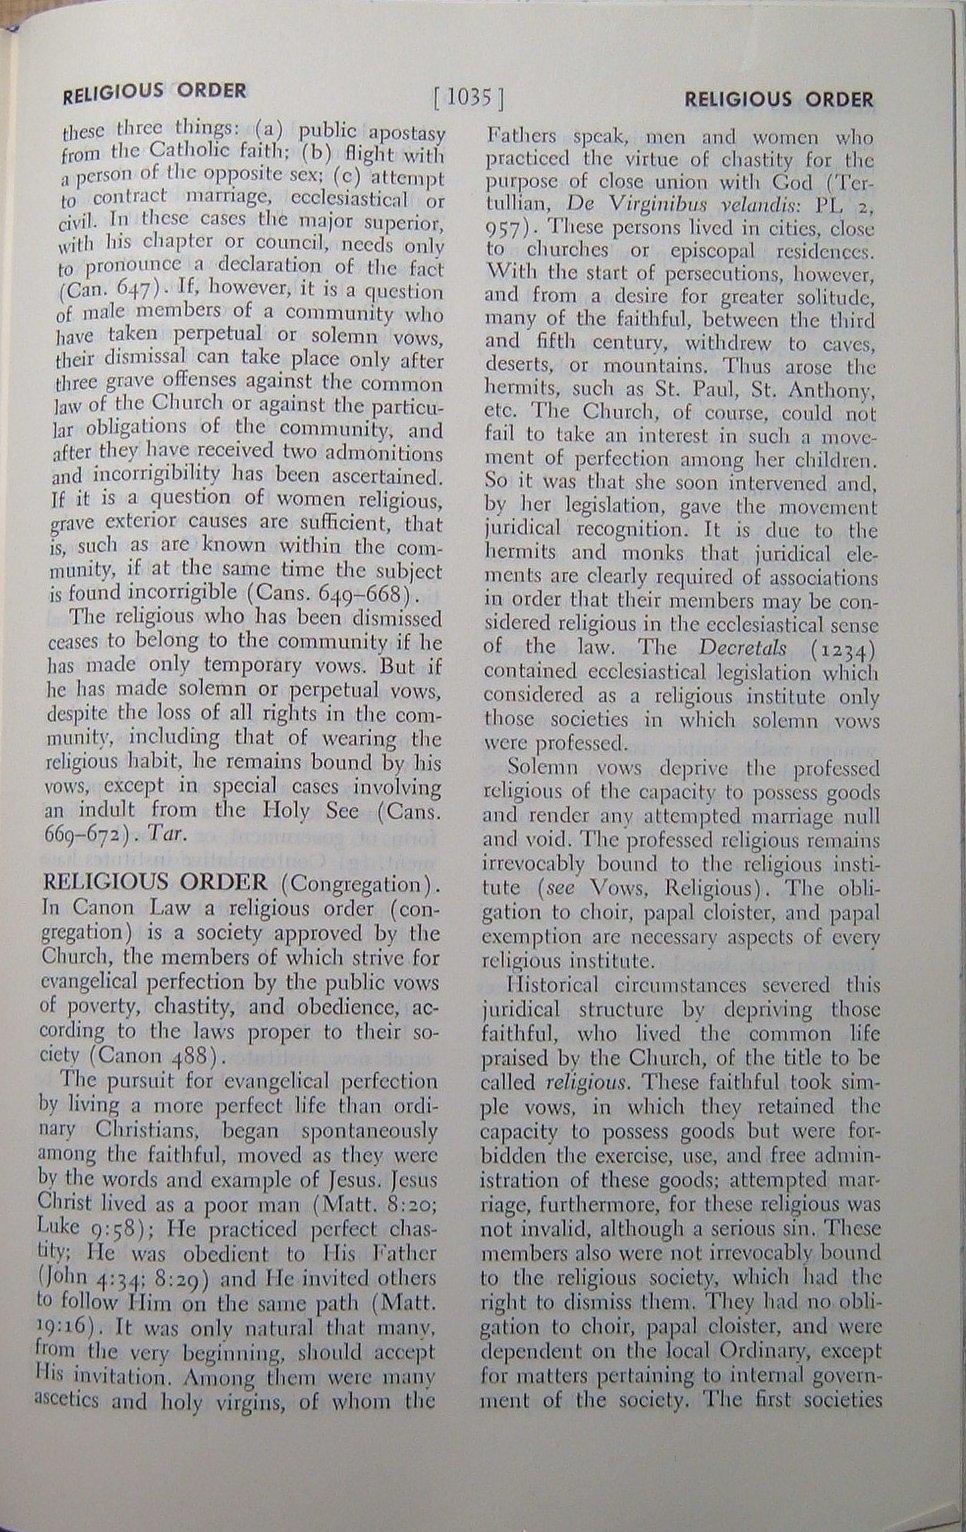 RELIGIOUS ORDER [ 1035 ] RELIGIOUS ORDER
these three things: (a) public apostasy
from the Catholic faith; (b) flight with
a person of the opposite sex; (c) attempt
to contract marriage, ecclesiastical or
civil. In these cases the major superior,
with his chapter or council, needs only
to pronounce a declaration of the fact
(Can. 647). If, however, it is a question
of male members of a community who
have taken perpetual or solemn vows,
their dismissal can take place only after
three grave offenses against the common
law of the Church or against the particu-
lar obligations of the community, and
after they have received two admonitions
and incorrigibility has been ascertained.
If it is a question of women religious,
grave exterior causes are sufficient, that
is, such as are known within the com-
munity, if at the same time the subject
is found incorrigible (Cans. 649–668).
The religious who has been dismissed
ceases to belong to the community if he
has made only temporary vows. But if
he has made solemn or perpetual vows,
despite the loss of all rights in the com-
munity, including that of wearing the
religious habit, he remains bound by his
vows, except in special cases involving
an indult from the Holy See (Cans.
669–672). Tar.
RELIGIOUS ORDER (Congregation).
In Canon Law a religious order (con-
gregation) is a society approved by the
Church, the members of which strive for
evangelical perfection by the public vows
of poverty, chastity, and obedience, ac-
cording to the laws proper to their so-
ciety (Canon 488).
The pursuit for evangelical perfection
by living a more perfect life than ordi-
nary Christians, began spontaneously
among the faithful, moved as they were
by the words and example of Jesus. Jesus
Christ lived as a poor man (Matt. 8:20;
Luke 9:58); He practiced perfect chas-
tity; He was obedient to His Father
(John 4:34; 8:29) and He invited others
to follow Him on the same path (Matt.
19:16). It was only natural that many,
from the very beginning, should accept
His invitation. Among them were many
ascetics and holy virgins, of whom the
Fathers speak, men and women who
practiced the virtue of chastity for the
purpose of close union with God (Ter-
tullian, De Virginibus velandis: PL 2,
957). These persons lived in cities, close
to churches or episcopal residences.
With the start of persecutions, however,
and from a desire for greater solitude,
many of the faithful, between the third
and fifth century, withdrew to caves,
deserts, or mountains. Thus arose the
hermits, such as St. Paul, St. Anthony,
etc. The Church, of course, could not
fail to take an interest in such a move-
ment of perfection among her children.
So it was that she soon intervened and,
by her legislation, gave the movement
juridical recognition. It is due to the
hermits and monks that juridical ele-
ments are clearly required of associations
in order that their members may be con-
sidered religious in the ecclesiastical sense
of the law. The Decretals (1234)
contained ecclesiastical legislation which
considered as a religious institute only
those societies in which solemn vows
were professed.
Solemn vows deprive the professed
religious of the capacity to possess goods
and render any attempted marriage null
and void. The professed religious remains
irrevocably bound to the religious insti-
tute (see Vows, Religious). The obli-
gation to choir, papal cloister, and papal
exemption are necessary aspects of every
religious institute.
Historical circumstances severed this
juridical structure by depriving those
faithful, who lived the common life
praised by the Church, of the title to be
called religious. These faithful took sim-
ple vows, in which they retained the
capacity to possess goods but were for-
bidden the exercise, use, and free admin-
istration of these goods; attempted mar-
riage, furthermore, for these religious was
not invalid, although a serious sin. These
members also were not irrevocably bound
to the religious society, which had the
right to dismiss them. They had no obli-
gation to choir, papal cloister, and were
dependent on the local Ordinary, except
for matters pertaining to internal govern-
ment of the society. The first societies